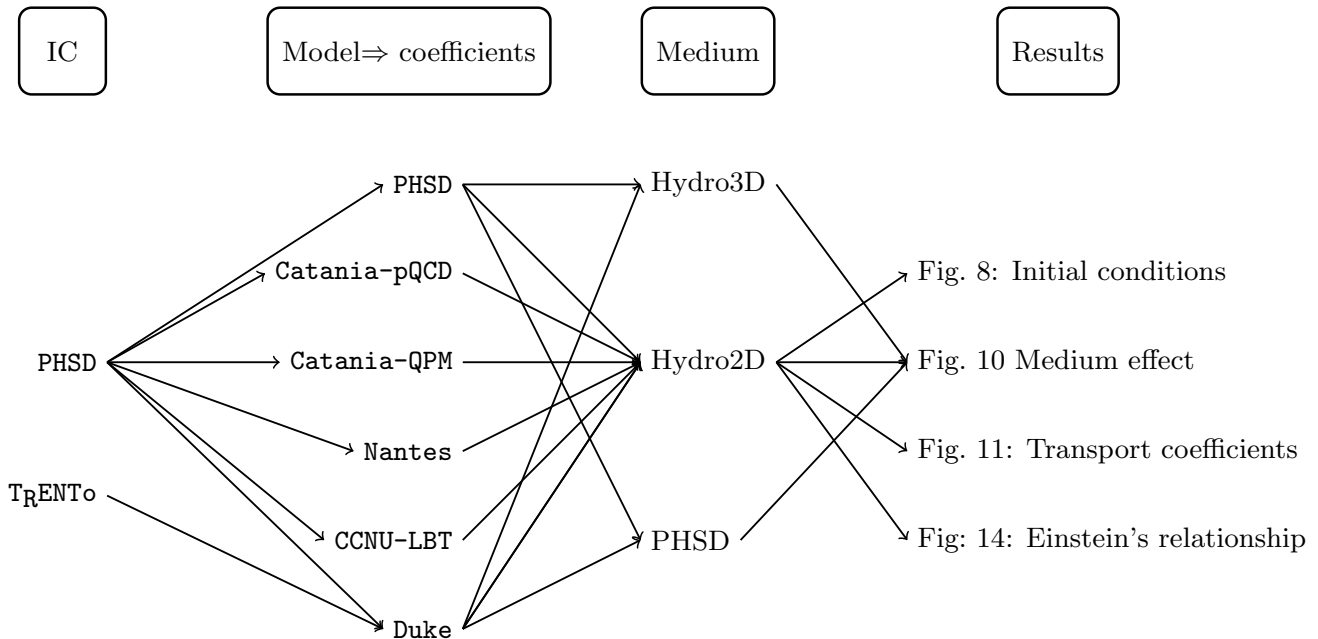 IC
Model⇒ coefficients
Medium
Results
PHSD
Hydro3D
Catania-pQCD
Fig. 8: Initial conditions
PHSD
Catania-QPM
Hydro2D
Fig. 10 Medium effect
Nantes
Fig. 11: Transport coefficients
TRENTo
CCNU-LBT
PHSD
Fig: 14: Einstein's relationship
Duke